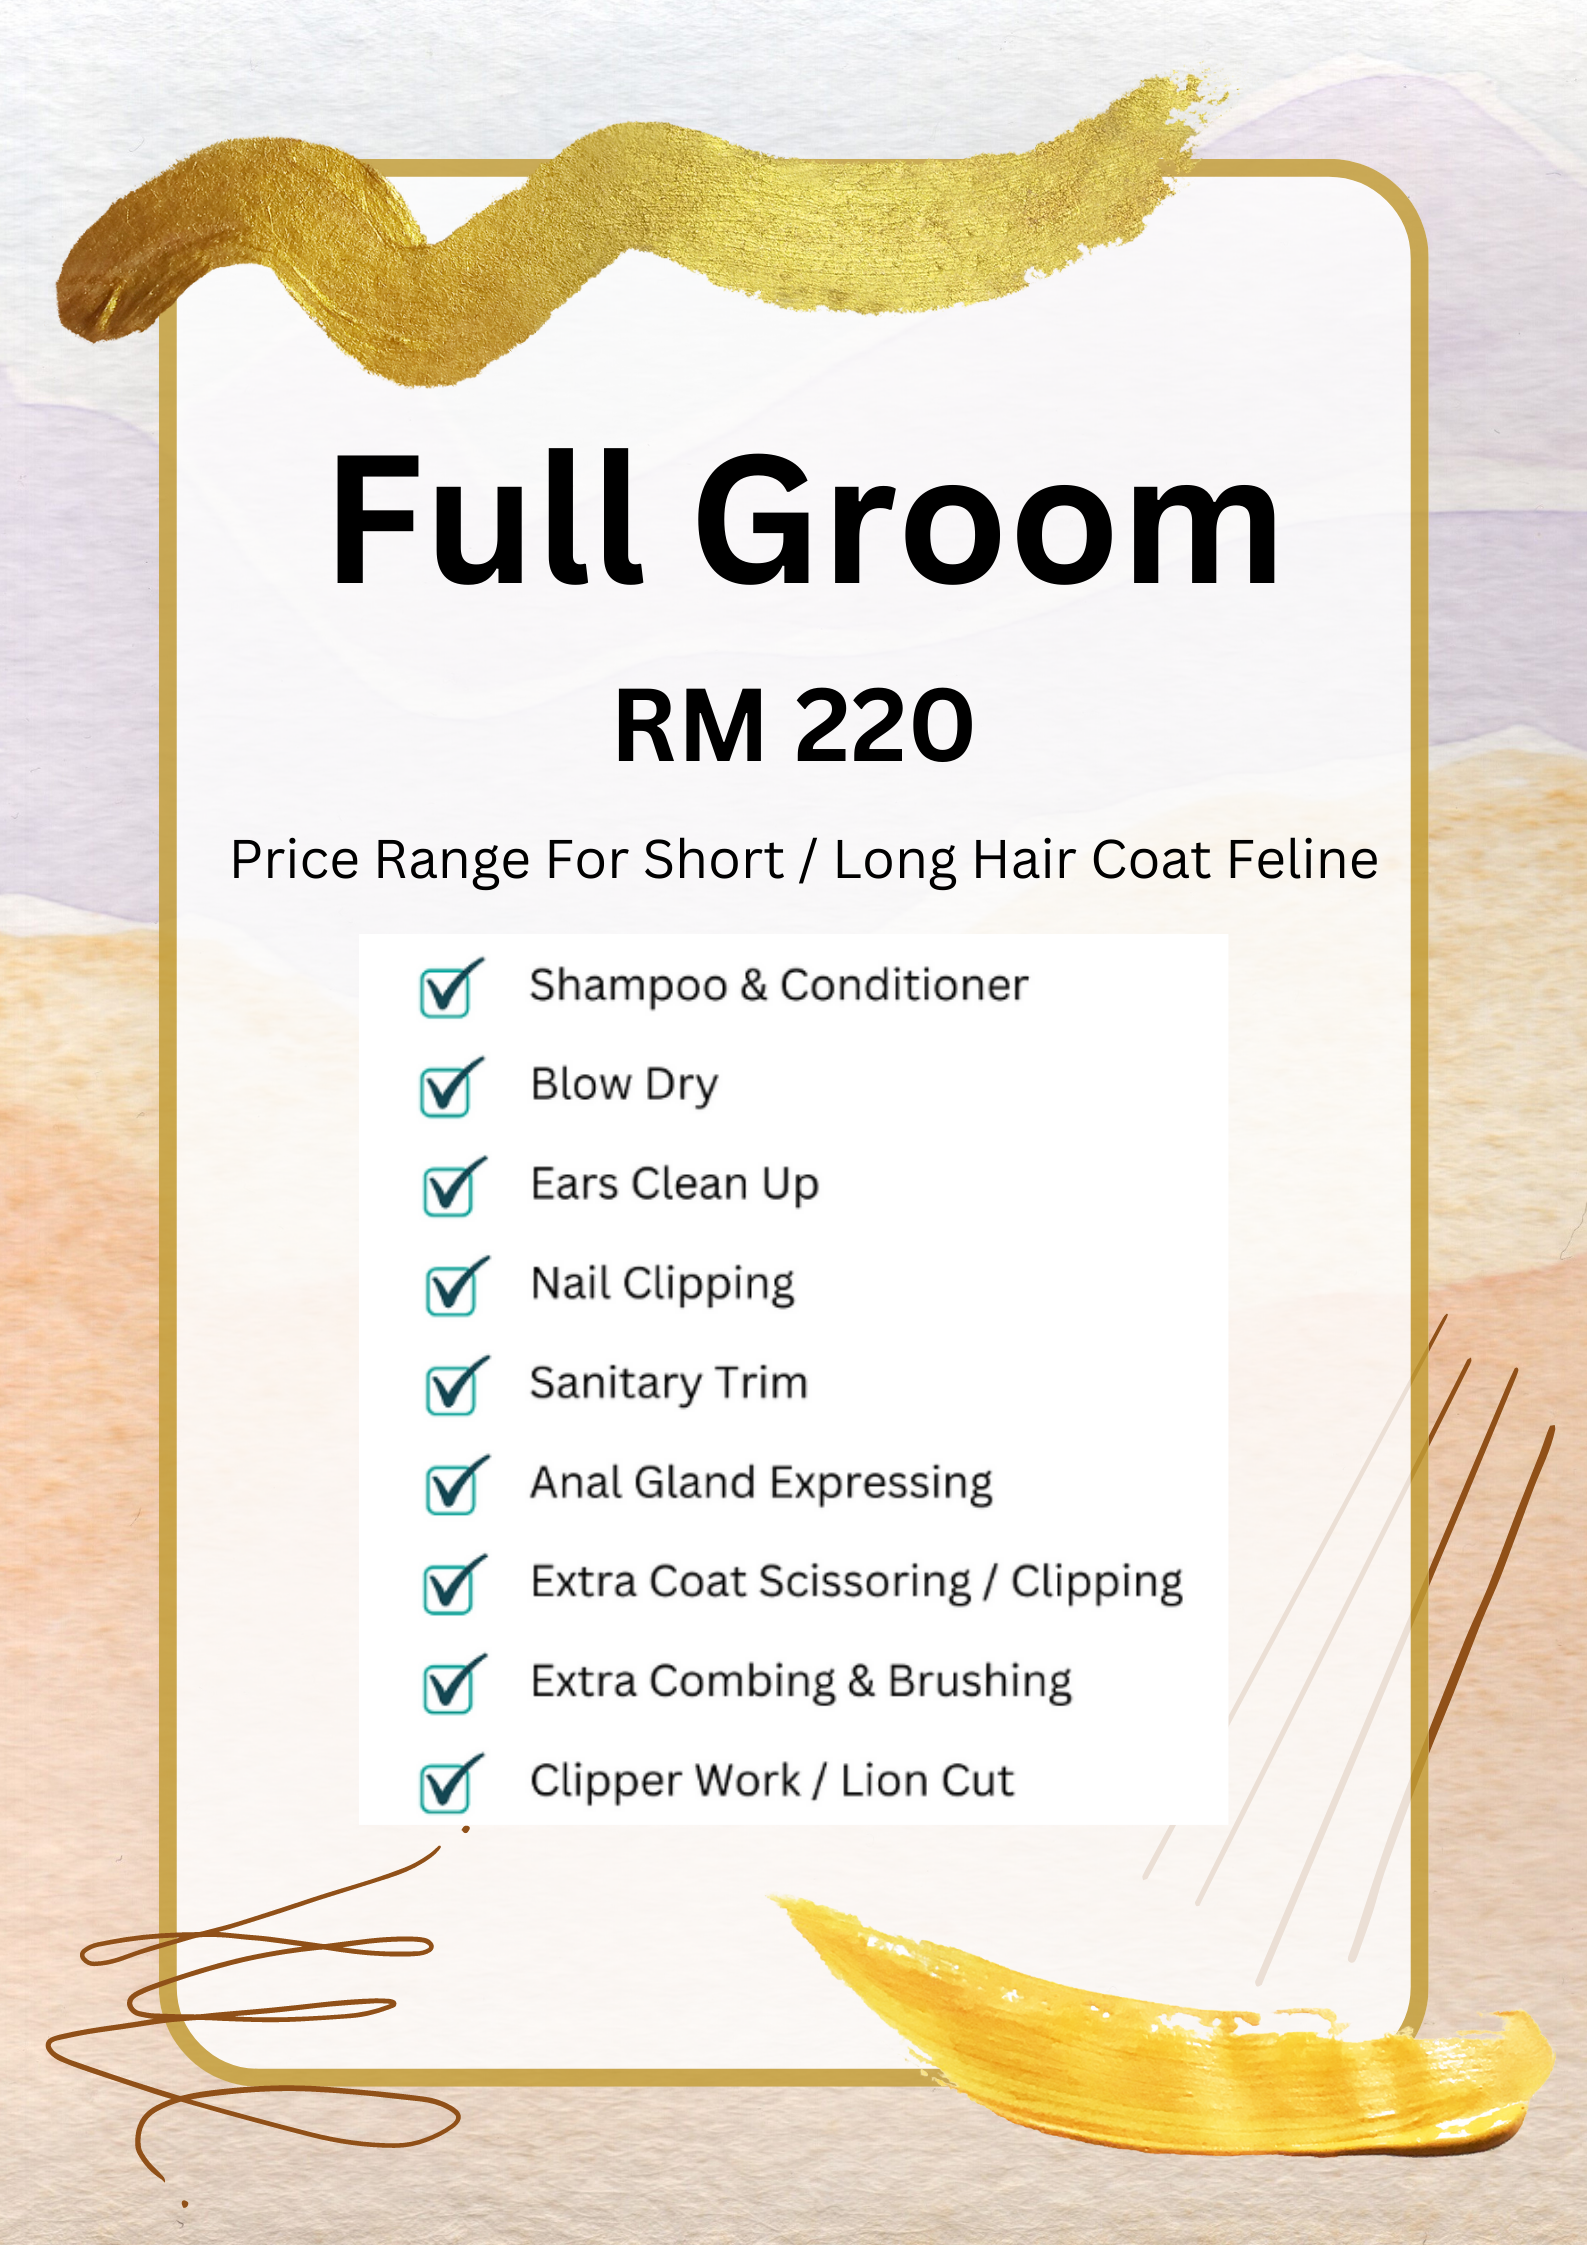 Full Groom
RM 220
Price Range For Short / Long Hair Coat Feline
Shampoo & Conditioner
Blow Dry
Ears Clean Up
Nail Clipping
Sanitary Trim
Anal Gland Expressing
Extra Coat Scissoring / Clipping
Extra Combing & Brushing
Clipper Work / Lion Cut